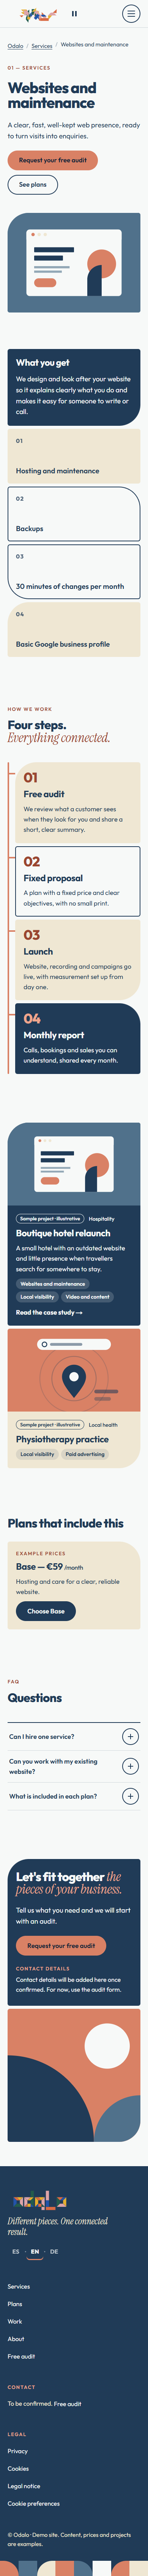 Odalo / Services / Websites and maintenance
01 — SERVICES
Websites and
maintenance
A clear, fast, well-kept web presence, ready
to turn visits into enquiries.
Request your free audit
See plans
What you get
We design and look after your website
so it explains clearly what you do and
makes it easy for someone to write or
call.
01
Hosting and maintenance
02
Backups
03
30 minutes of changes per month
04
Basic Google business profile
HOW WE WORK
Four steps.
Everything connected.
01
Free audit
We review what a customer sees
when they look for you and share a
short, clear summary.
02
Fixed proposal
A plan with a fixed price and clear
objectives, with no small print.
03
Launch
Website, recording and campaigns go
live, with measurement set up from
day one.
04
Monthly report
Calls, bookings and sales you can
understand, shared every month.
Sample project · illustrative Hospitality
Boutique hotel relaunch
A small hotel with an outdated website
and little presence when travellers
search for somewhere to stay.
Websites and maintenance
Local visibility Video and content
Read the case study →
Sample project · illustrative Local health
Physiotherapy practice
Local visibility Paid advertising
Plans that include this
EXAMPLE PRICES
Base — €59 /month
Hosting and care for a clear, reliable
website.
Choose Base
FAQ
Questions
Can I hire one service?
Can you work with my existing
website?
What is included in each plan?
Let's fit together the
pieces of your business.
Tell us what you need and we will start
with an audit.
Request your free audit
CONTACT DETAILS
Contact details will be added here once
confirmed. For now, use the audit form.
odalo
Different pieces. One connected
result.
ES · EN · DE
Services
Plans
Work
About
Free audit
CONTACT
To be confirmed. Free audit
LEGAL
Privacy
Cookies
Legal notice
Cookie preferences
© Odalo · Demo site. Content, prices and projects
are examples.